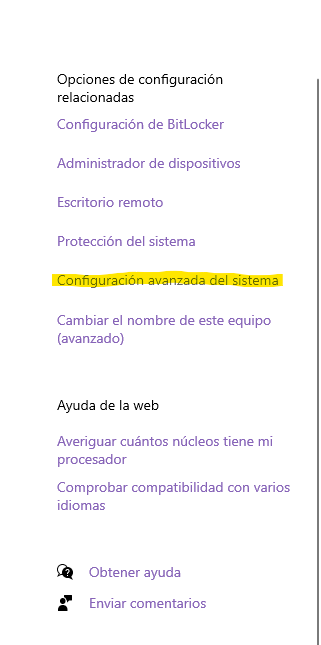 Opciones de configuración
relacionadas
Configuración de BitLocker
Administrador de dispositivos
Escritorio remoto
Protección del sistema
Configuración avanzada del sistema
Cambiar el nombre de este equipo
(avanzado)
Ayuda de la web
Averiguar cuántos núcleos tiene mi
procesador
Comprobar compatibilidad con varios
idiomas
Obtener ayuda
Enviar comentarios